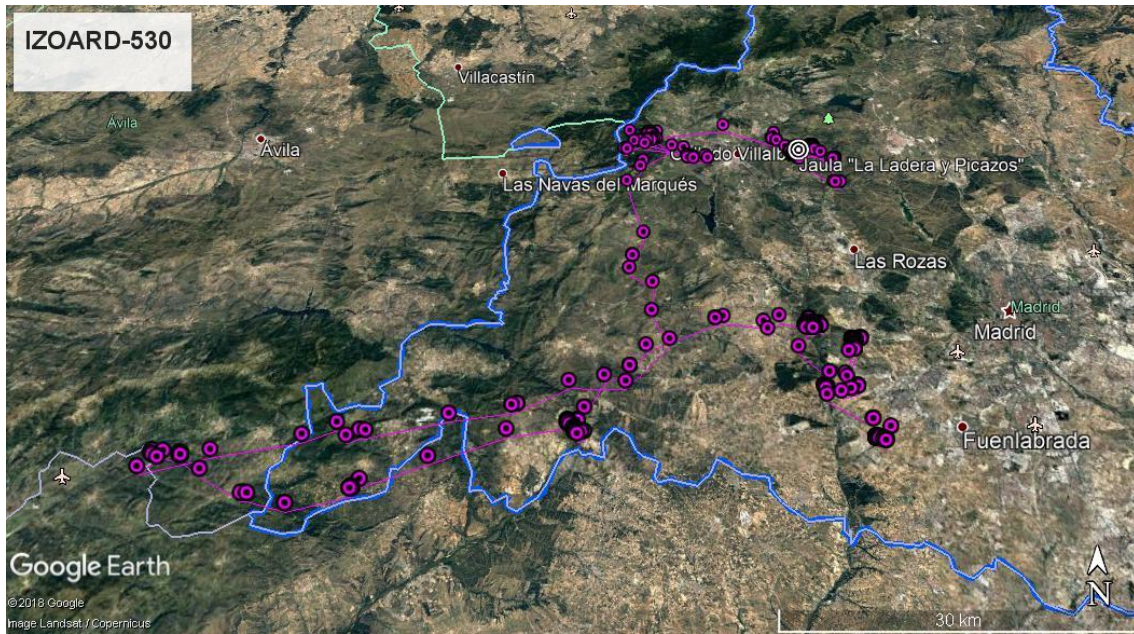 IZOARD-530
Villacastín
Ávila
Ávila
Las Navas del Marqués
Jaula "La Ladera y Picazos"
Las Rozas
Madrid
Madrid
Fuenlabrada
Google Earth
©2018 Google
Image Landsat / Copernicus
N
30 km